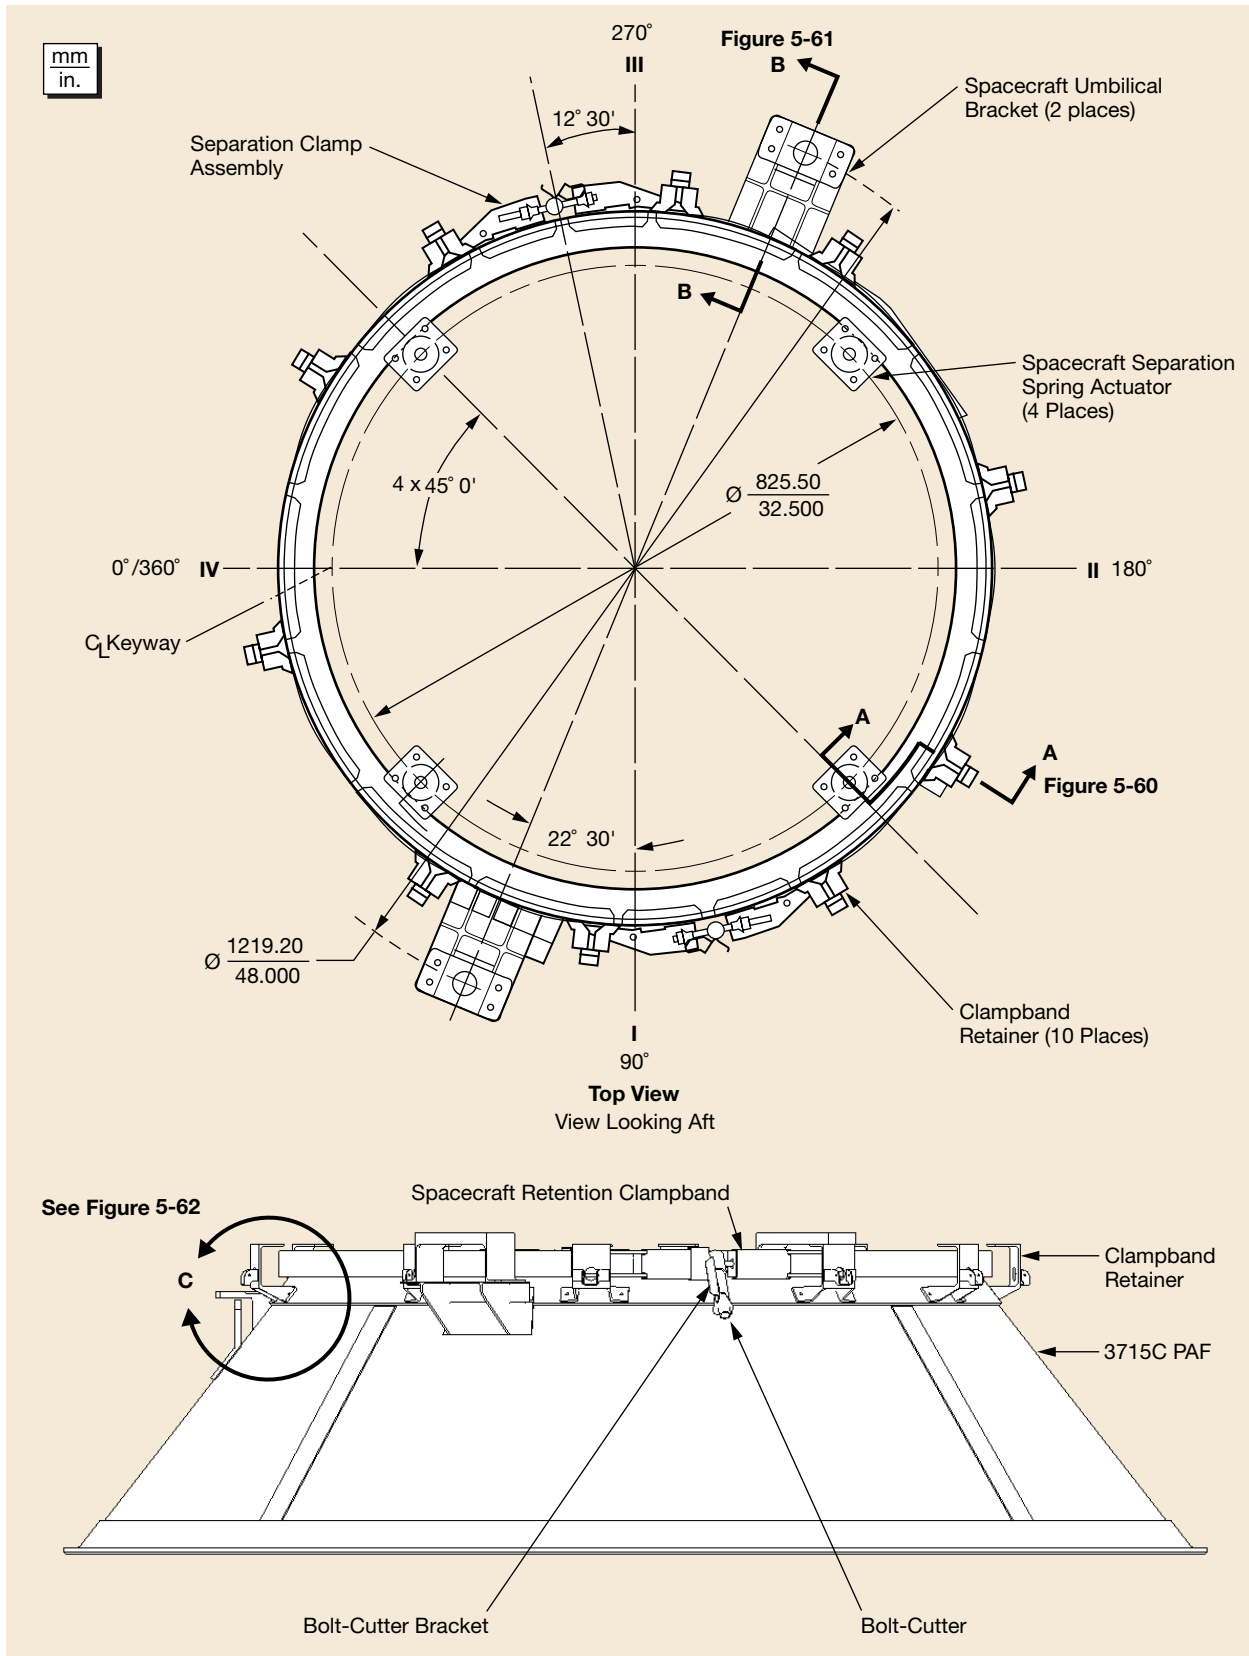 mm
in.
270°
III
Figure 5-61
B
Spacecraft Umbilical
Bracket (2 places)
12° 30'
Separation Clamp
Assembly
B
Spacecraft Separation
Spring Actuator
(4 Places)
4 x 45° 0'
Ø 825.50
32.500
0°/360° IV
II 180°
CL Keyway
A
A
Figure 5-60
22° 30'
Ø 1219.20
48.000
Clampband
Retainer (10 Places)
I
90°
Top View
View Looking Aft
Spacecraft Retention Clampband
See Figure 5-62
C
Clampband
Retainer
3715C PAF
Bolt-Cutter Bracket
Bolt-Cutter